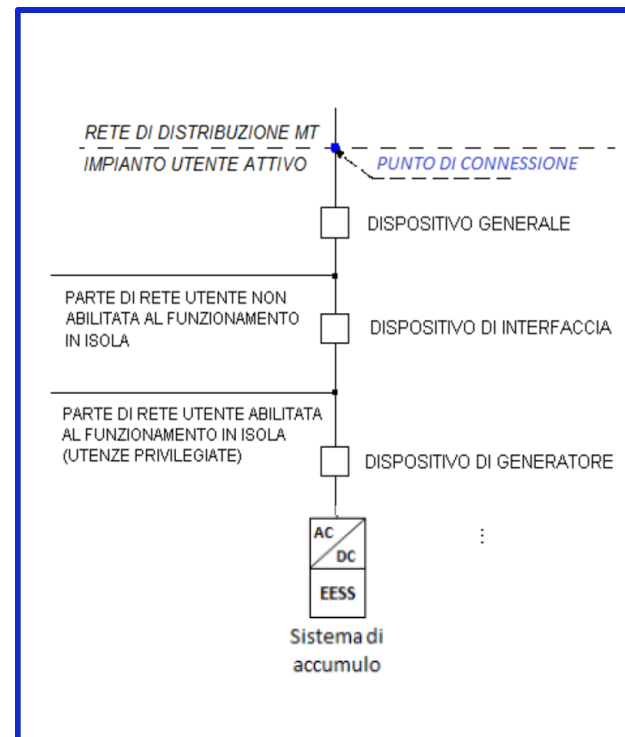 RETE DI DISTRIBUZIONE MT
IMPIANTO UTENTE ATTIVO
PUNTO DI CONNESSIONE
DISPOSITIVO GENERALE
PARTE DI RETE UTENTE NON
ABILITATA AL FUNZIONAMENTO
IN ISOLA
DISPOSITIVO DI INTERFACCIA
PARTE DI RETE UTENTE ABILITATA
AL FUNZIONAMENTO IN ISOLA
(UTENZE PRIVILEGIATE)
DISPOSITIVO DI GENERATORE
AC
DC
EESS
Sistema di
accumulo